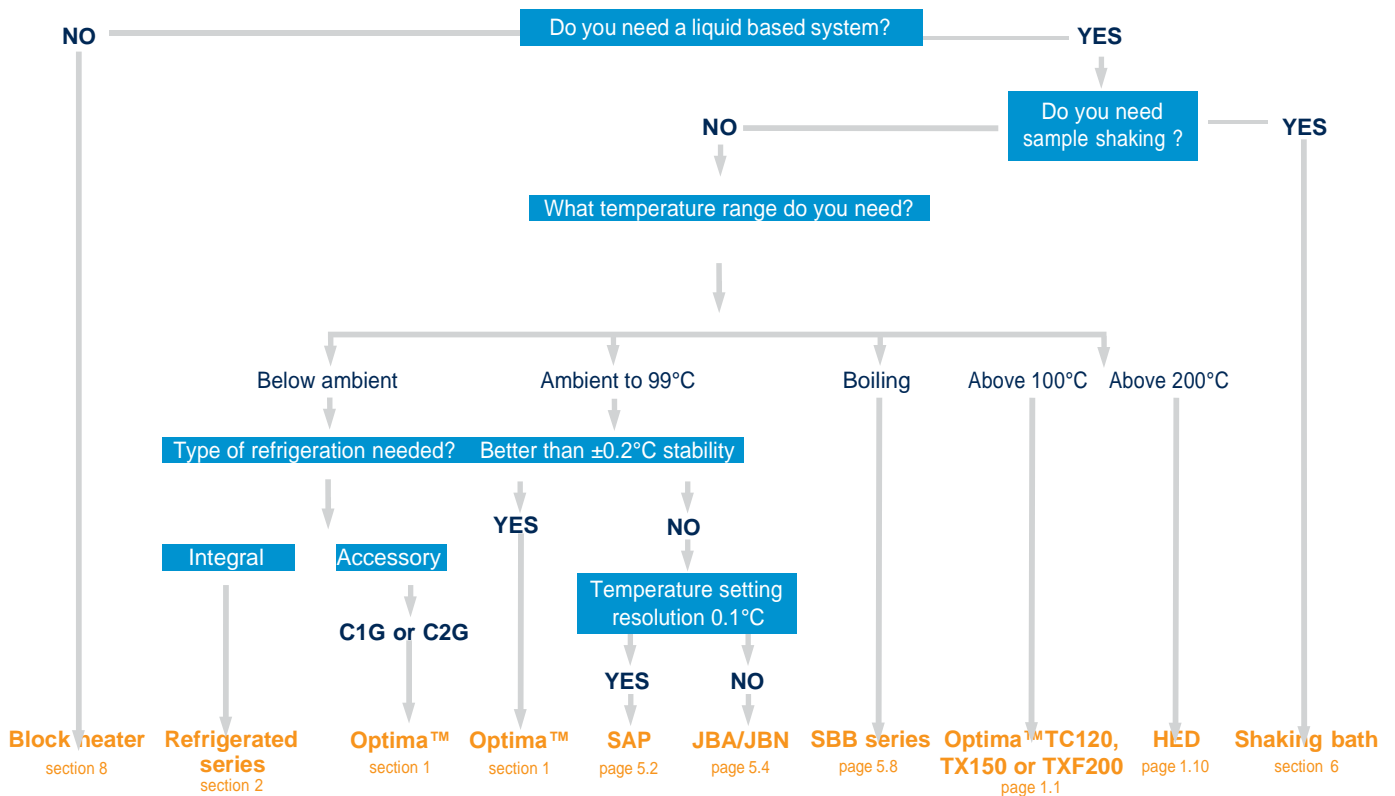 Do you need a liquid based system?
NO
YES
Do you need
sample shaking ?
NO
YES
What temperature range do you need?
Below ambient
Ambient to 99°C
Boiling
Above 100°C
Above 200°C
Type of refrigeration needed?
Better than ±0.2°C stability
YES
NO
Integral
Accessory
Temperature setting
resolution 0.1°C
C1G or C2G
YES
NO
Block heater
section 8
Refrigerated
series
section 2
Optima™
section 1
Optima™
section 1
SAP
page 5.2
JBA/JBN
page 5.4
SBB series
page 5.8
Optima™TC120,
TX150 or TXF200
page 1.1
HED
page 1.10
Shaking bath
section 6